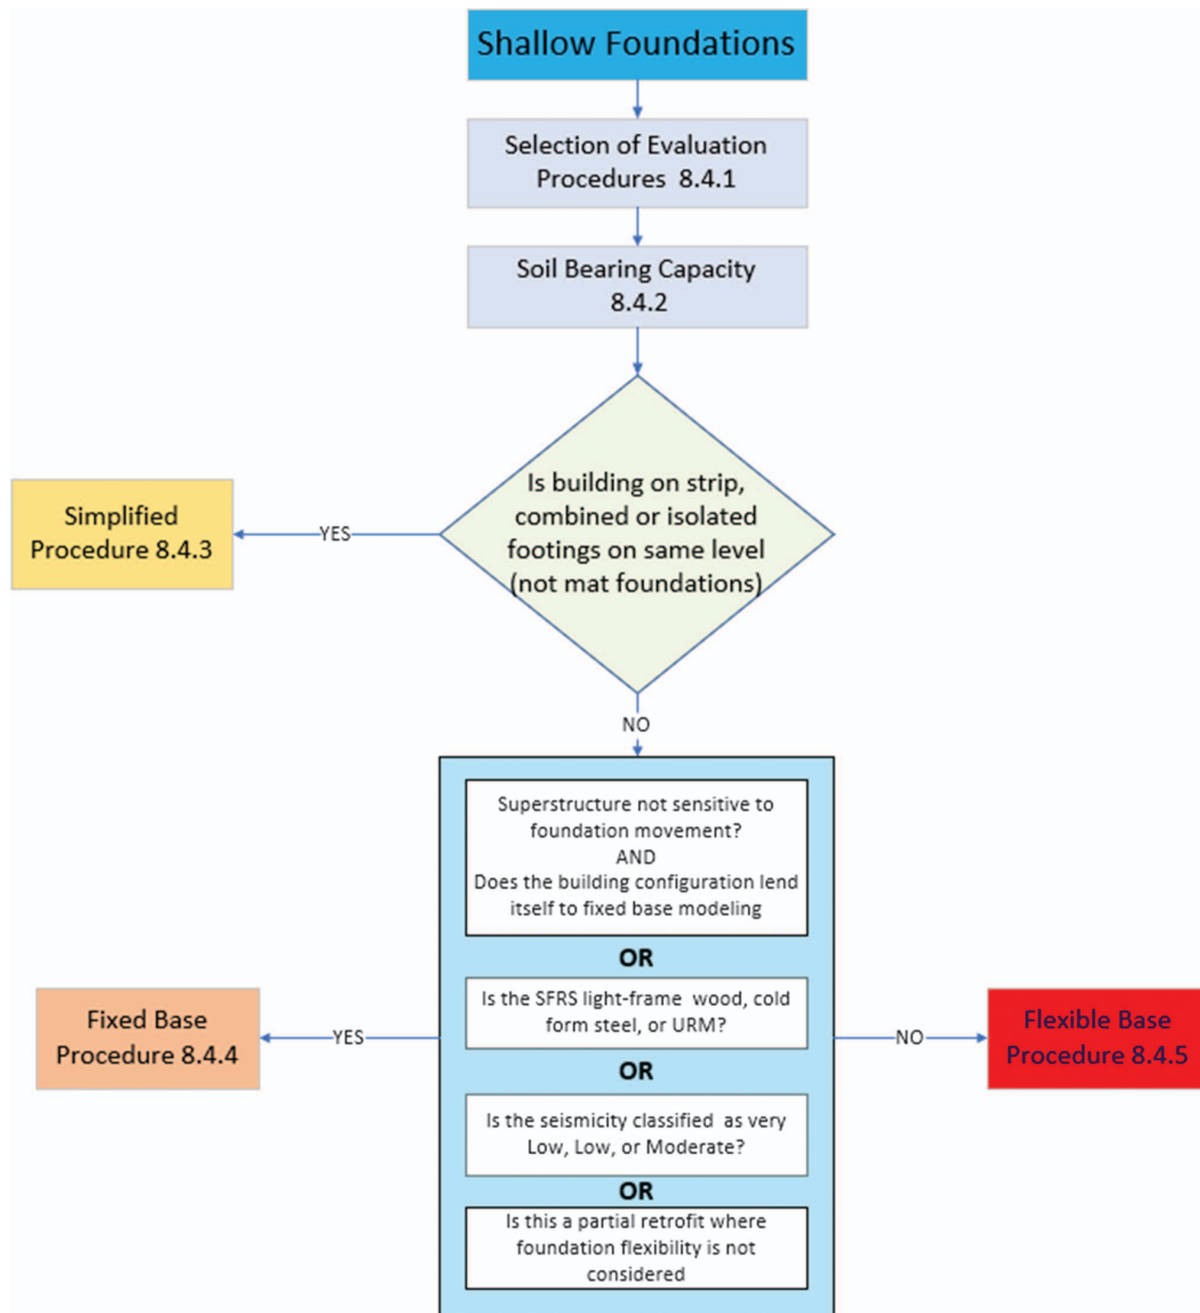 Shallow Foundations
Selection of Evaluation
Procedures 8.4.1
Soil Bearing Capacity
8.4.2
Is building on strip,
combined or isolated
footings on same level
(not mat foundations)
YES
Simplified
Procedure 8.4.3
NO
Superstructure not sensitive to
foundation movement?
AND
Does the building configuration lend
itself to fixed base modeling
OR
Is the SFRS light-frame wood, cold
form steel, or URM?
OR
Is the seismicity classified as very
Low, Low, or Moderate?
OR
Is this a partial retrofit where
foundation flexibility is not
considered
YES
Fixed Base
Procedure 8.4.4
NO
Flexible Base
Procedure 8.4.5